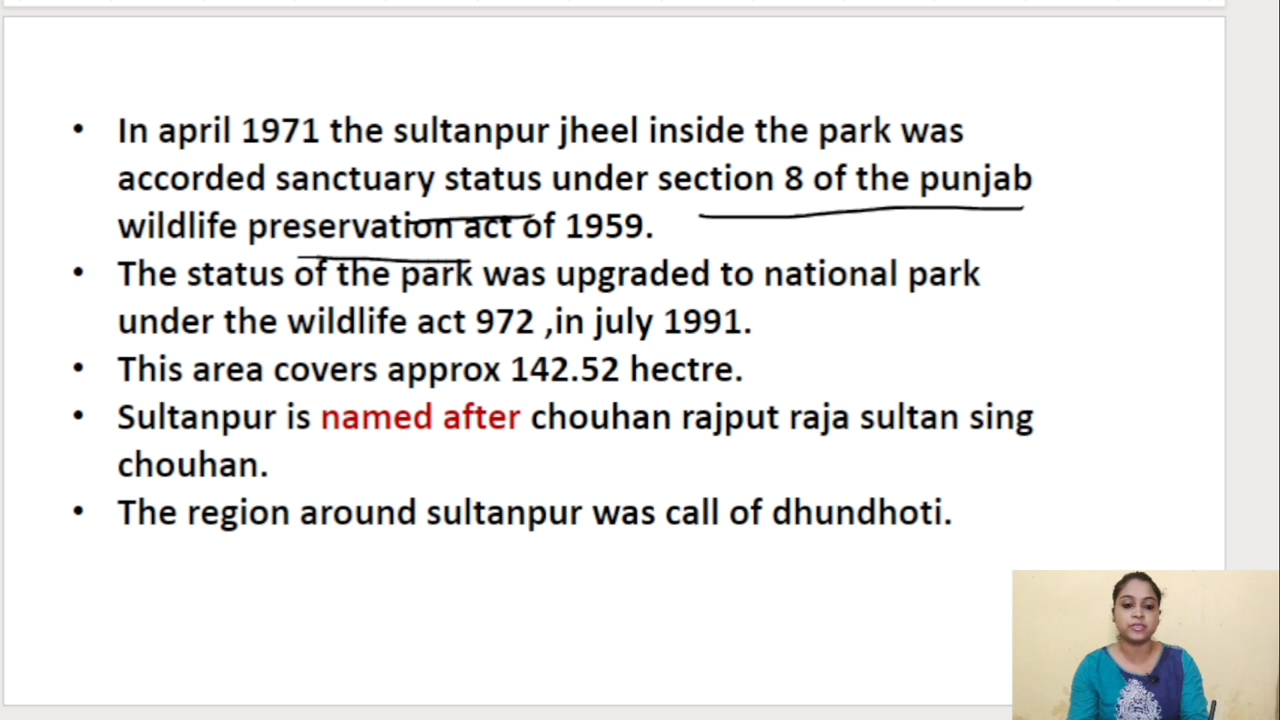 • In april 1971 the sultanpur jheel inside the park was
accorded sanctuary status under section 8 of the punjab
wildlife preservation act of 1959.
• The status of the park was upgraded to national park
under the wildlife act 972 ,in july 1991.
• This area covers approx 142.52 hectre.
• Sultanpur is named after chouhan rajput raja sultan sing
chouhan.
• The region around sultanpur was call of dhundhoti.